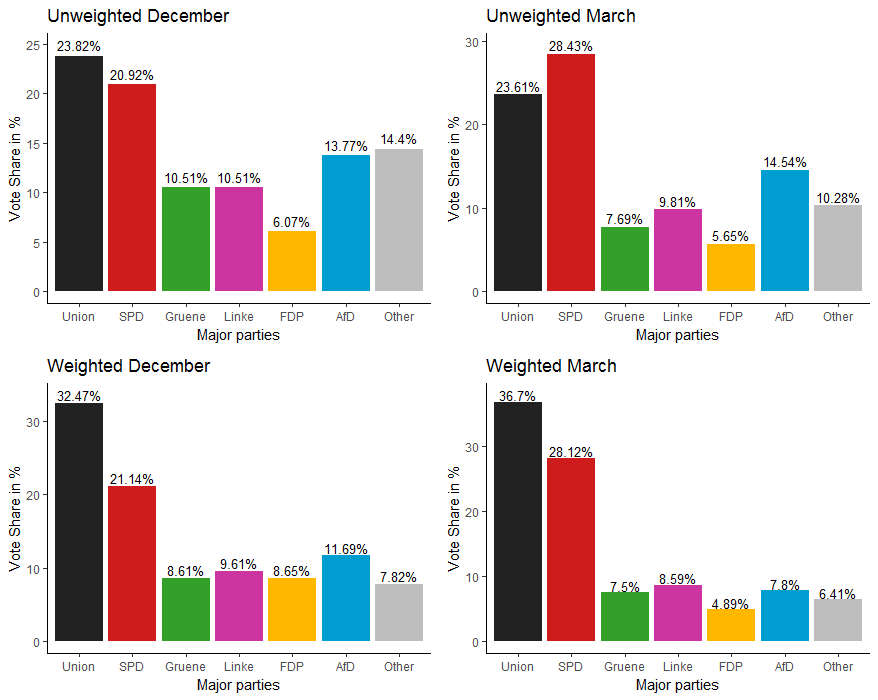 Unweighted December
Vote Share in %
25
20
15
10
5
0
23.82%
20.92%
10.51%
10.51%
6.07%
13.77%
14.4%
Union SPD Gruene Linke FDP AfD Other
Major parties
Unweighted March
Vote Share in %
30
20
10
0
23.61%
28.43%
7.69%
9.81%
5.65%
14.54%
10.28%
Union SPD Gruene Linke FDP AfD Other
Major parties
Weighted December
Vote Share in %
30
20
10
0
32.47%
21.14%
8.61%
9.61%
8.65%
11.69%
7.82%
Union SPD Gruene Linke FDP AfD Other
Major parties
Weighted March
Vote Share in %
30
20
10
0
36.7%
28.12%
7.5%
8.59%
4.89%
7.8%
6.41%
Union SPD Gruene Linke FDP AfD Other
Major parties